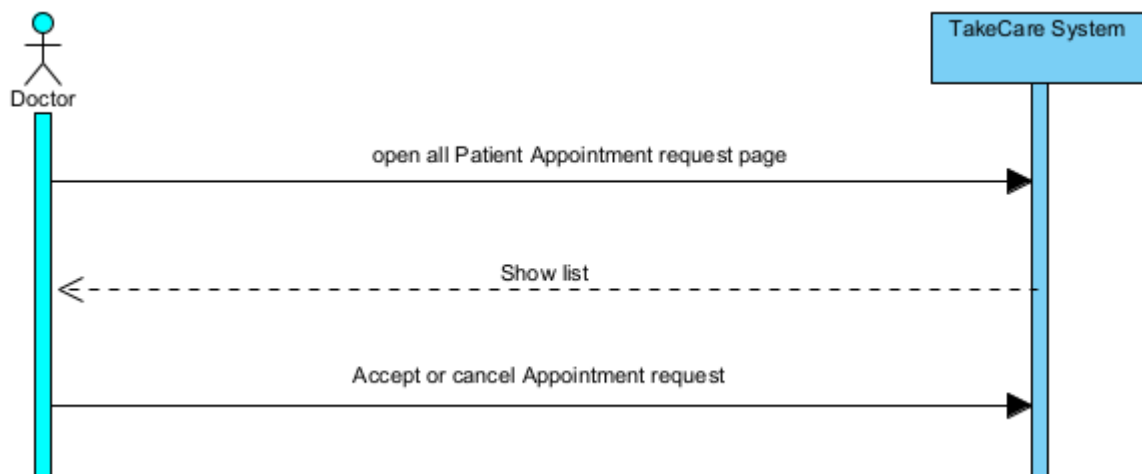 TakeCare System
Doctor
open all Patient Appointment request page
Show list
Accept or cancel Appointment request